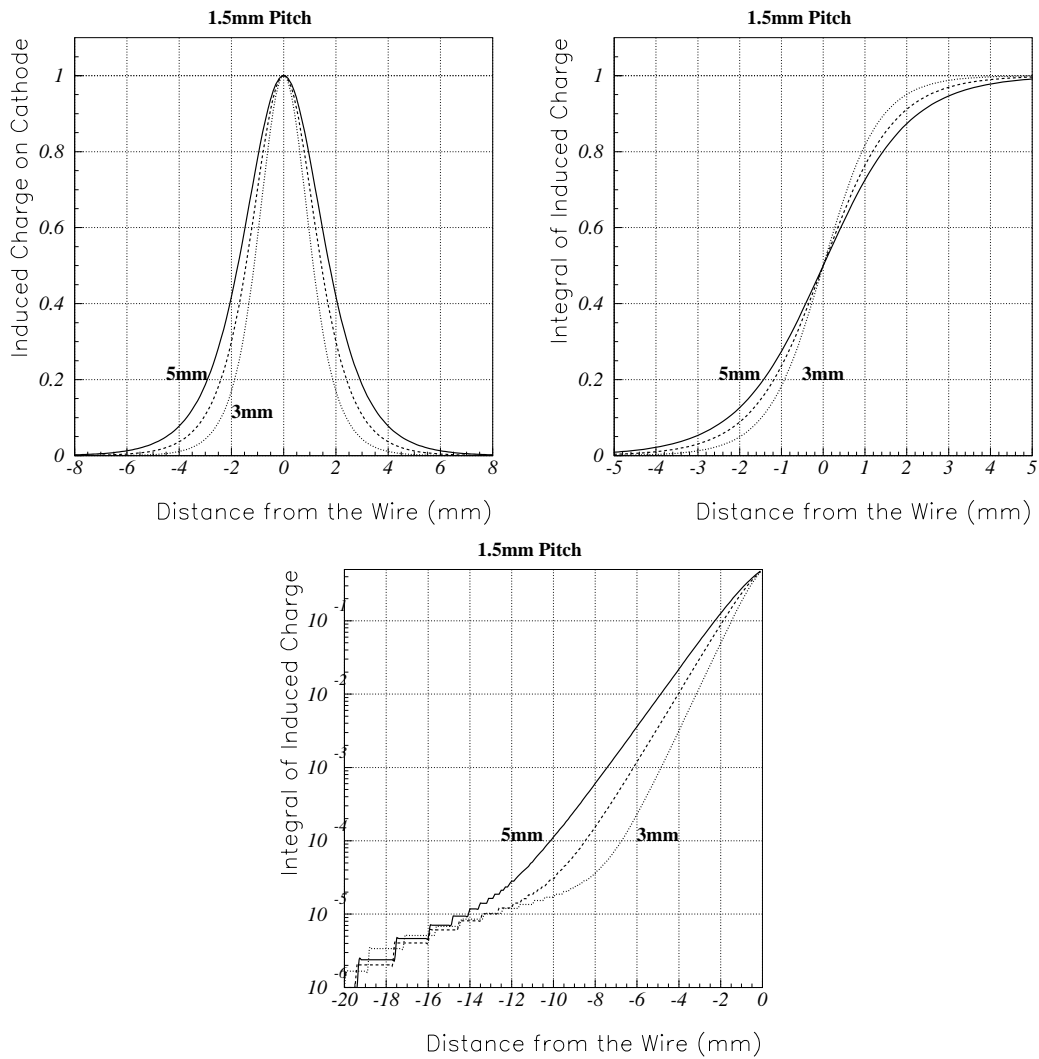 1.5mm Pitch
Induced Charge on Cathode
1
0.8
0.6
0.4
0.2
0
5mm
3mm
-8 -6 -4 -2 0 2 4 6 8
Distance from the Wire (mm)
1.5mm Pitch
Integral of Induced Charge
1
0.8
0.6
0.4
0.2
0
5mm
3mm
-5 -4 -3 -2 -1 0 1 2 3 4 5
Distance from the Wire (mm)
1.5mm Pitch
Integral of Induced Charge
10 -1
10 -2
10 -3
10 -4
10 -5
10 -6
5mm
3mm
-20 -18 -16 -14 -12 -10 -8 -6 -4 -2 0
Distance from the Wire (mm)